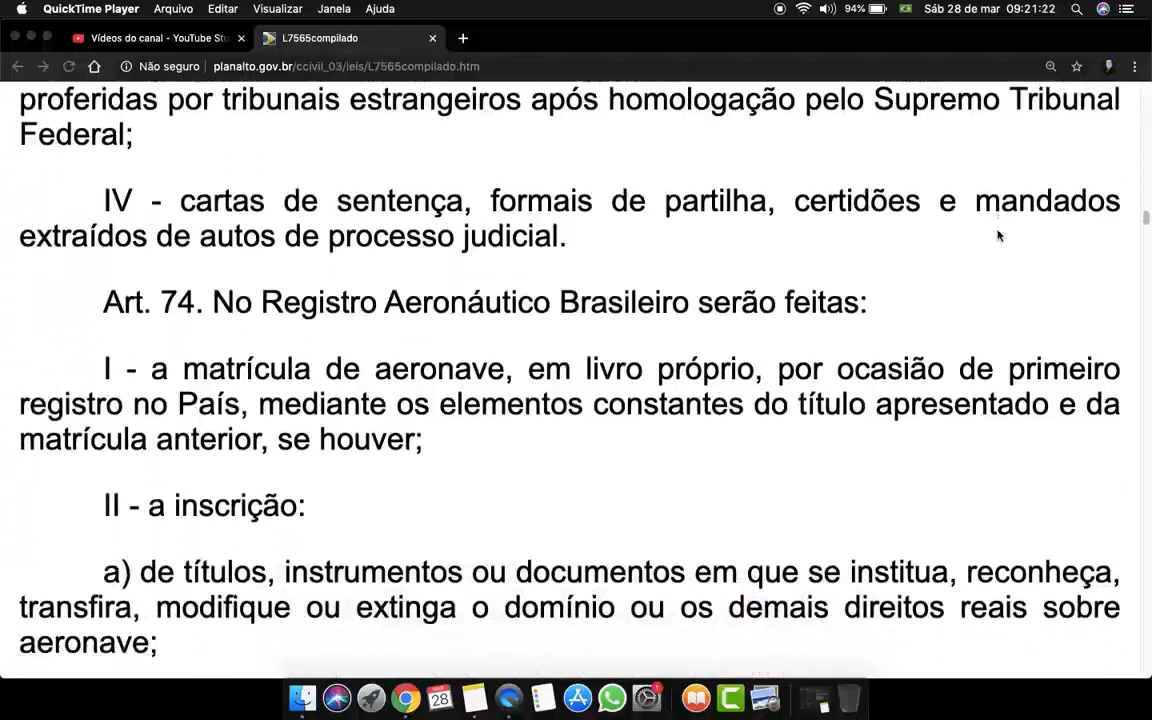 QuickTime Player Arquivo Editar Visualizar Janela Ajuda 94% Sáb 28 de mar 09:21:22
Vídeos do canal - YouTube Stu × L7565compilado × +
Não seguro | planalto.gov.br/ccivil_03/leis/L7565compilado.htm
proferidas por tribunais estrangeiros após homologação pelo Supremo Tribunal
Federal;
IV - cartas de sentença, formais de partilha, certidões e mandados
extraídos de autos de processo judicial.
Art. 74. No Registro Aeronáutico Brasileiro serão feitas:
I - a matrícula de aeronave, em livro próprio, por ocasião de primeiro
registro no País, mediante os elementos constantes do título apresentado e da
matrícula anterior, se houver;
II - a inscrição:
a) de títulos, instrumentos ou documentos em que se institua, reconheça,
transfira, modifique ou extinga o domínio ou os demais direitos reais sobre
aeronave;
MAR
28
1